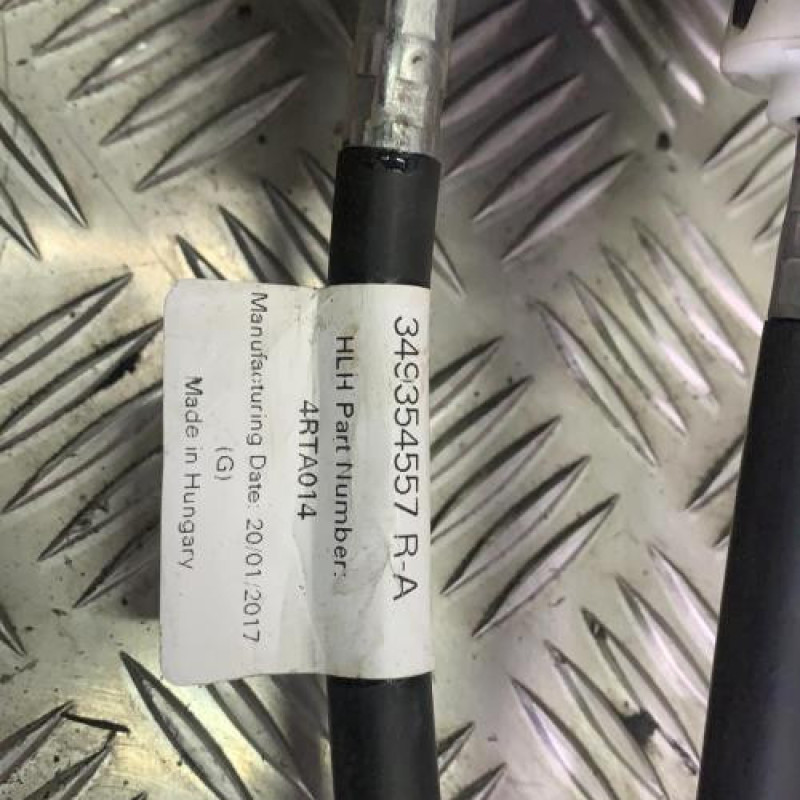 349354557 R-A
HLH Part Number:
4RTA014
Manufacturing Date: 20/01/2017
(G)
Made in Hungary